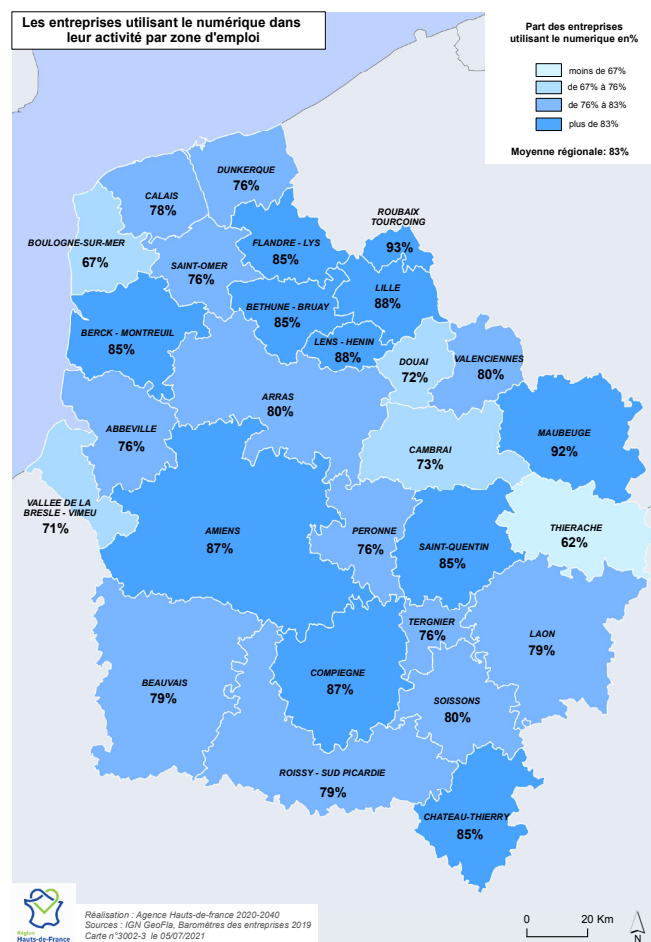 Les entreprises utilisant le numérique dans
leur activité par zone d'emploi
Part des entreprises
utilisant le numerique en%
moins de 67%
de 67% à 76%
de 76% à 83%
plus de 83%
Moyenne régionale: 83%
DUNKERQUE
76%
CALAIS
78%
ROUBAIX
TOURCOING
93%
BOULOGNE-SUR-MER
67%
FLANDRE - LYS
85%
SAINT-OMER
76%
LILLE
88%
BETHUNE - BRUAY
85%
BERCK - MONTREUIL
85%
LENS - HENIN
88%
DOUAI
72%
VALENCIENNES
80%
ARRAS
80%
ABBEVILLE
76%
MAUBEUGE
92%
CAMBRAI
73%
VALLEE DE LA
BRESLE - VIMEU
71%
AMIENS
87%
PERONNE
76%
SAINT-QUENTIN
85%
THIERACHE
62%
TERGNIER
76%
LAON
79%
BEAUVAIS
79%
COMPIEGNE
87%
SOISSONS
80%
ROISSY - SUD PICARDIE
79%
CHATEAU-THIERRY
85%
Région
Hauts-de-France
Réalisation : Agence Hauts-de-france 2020-2040
Sources : IGN GeoFla, Baromètres des entreprises 2019
Carte n°3002-3 le 05/07/2021
0 20 Km
N